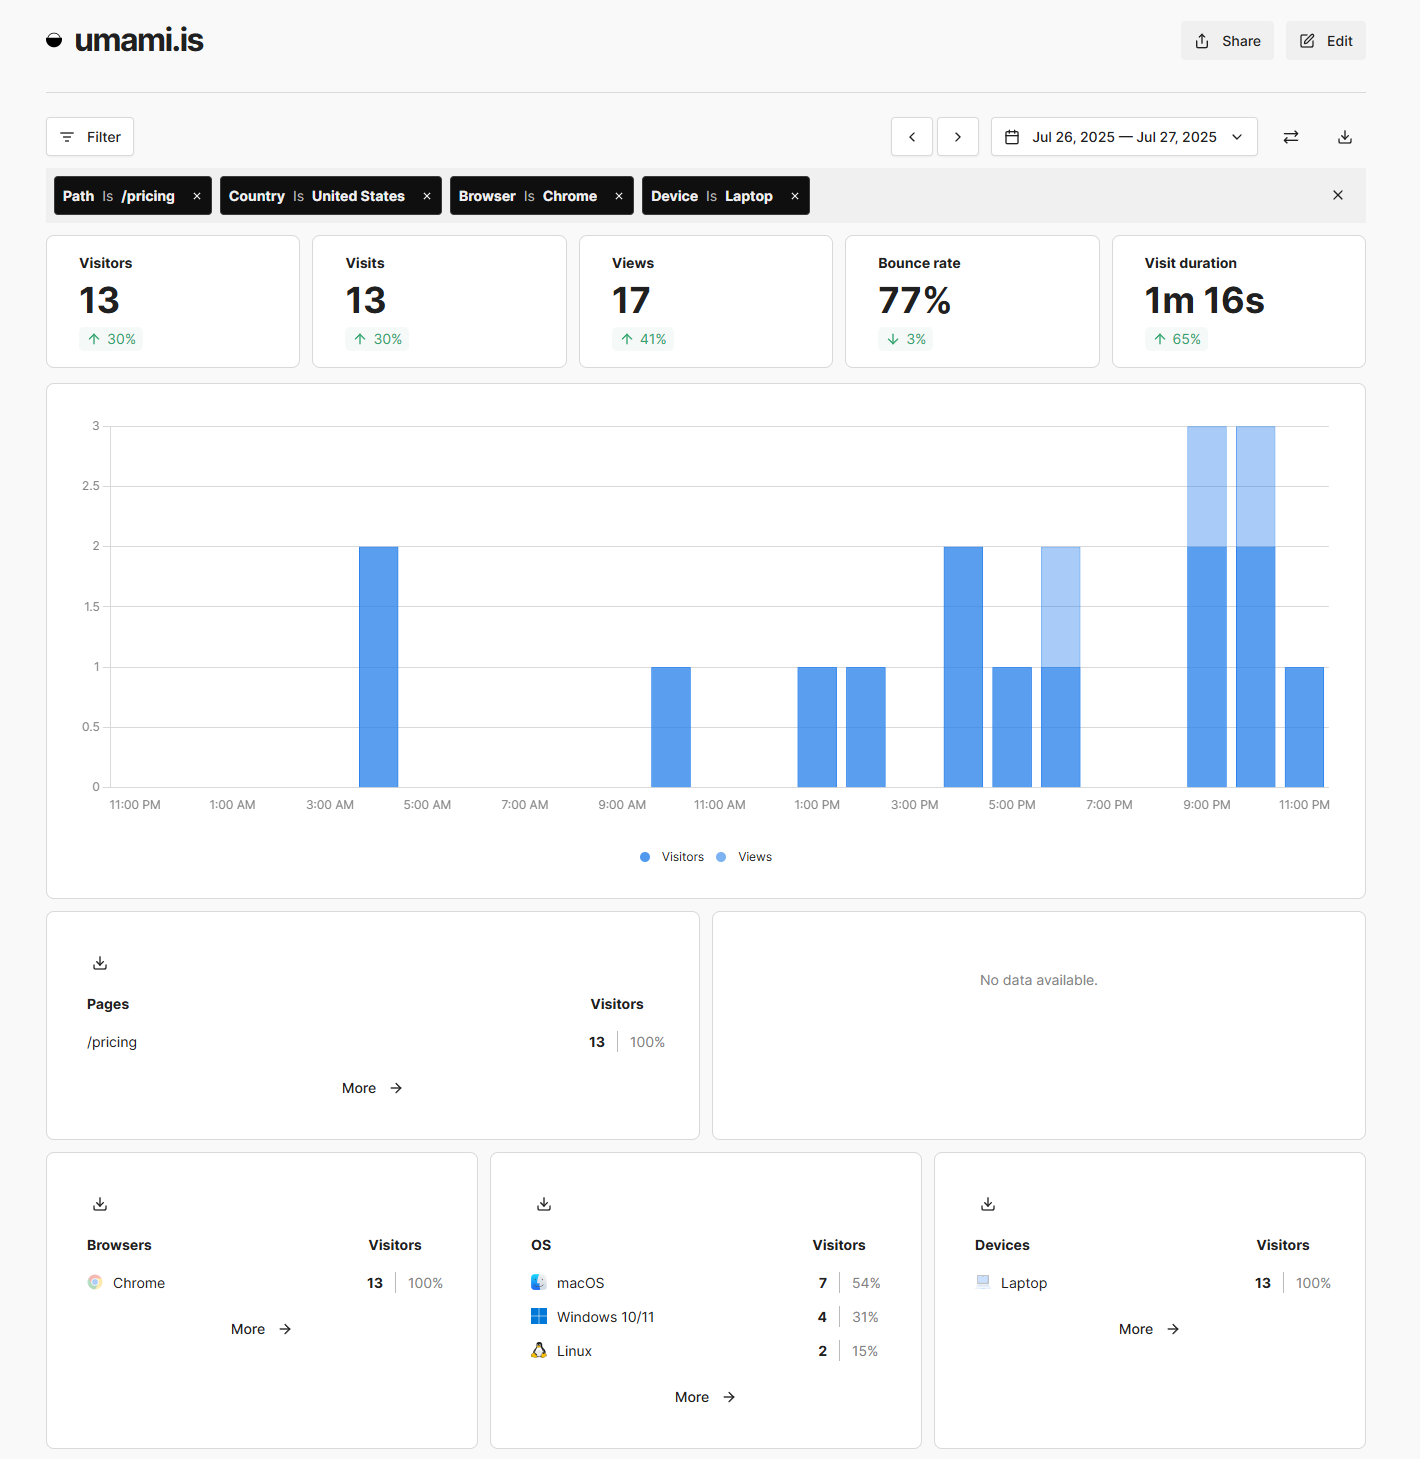 umami.is
Share
Edit
Filter
Jul 26, 2025 — Jul 27, 2025
Path Is /pricing
Country Is United States
Browser Is Chrome
Device Is Laptop
Visitors
13
30%
Visits
13
30%
Views
17
41%
Bounce rate
77%
3%
Visit duration
1m 16s
65%
3
2.5
2
1.5
1
0.5
0
11:00 PM 1:00 AM 3:00 AM 5:00 AM 7:00 AM 9:00 AM 11:00 AM 1:00 PM 3:00 PM 5:00 PM 7:00 PM 9:00 PM 11:00 PM
Visitors Views
Pages Visitors
/pricing 13 100%
More
No data available.
Browsers Visitors
Chrome 13 100%
More
OS Visitors
macOS 7 54%
Windows 10/11 4 31%
Linux 2 15%
More
Devices Visitors
Laptop 13 100%
More